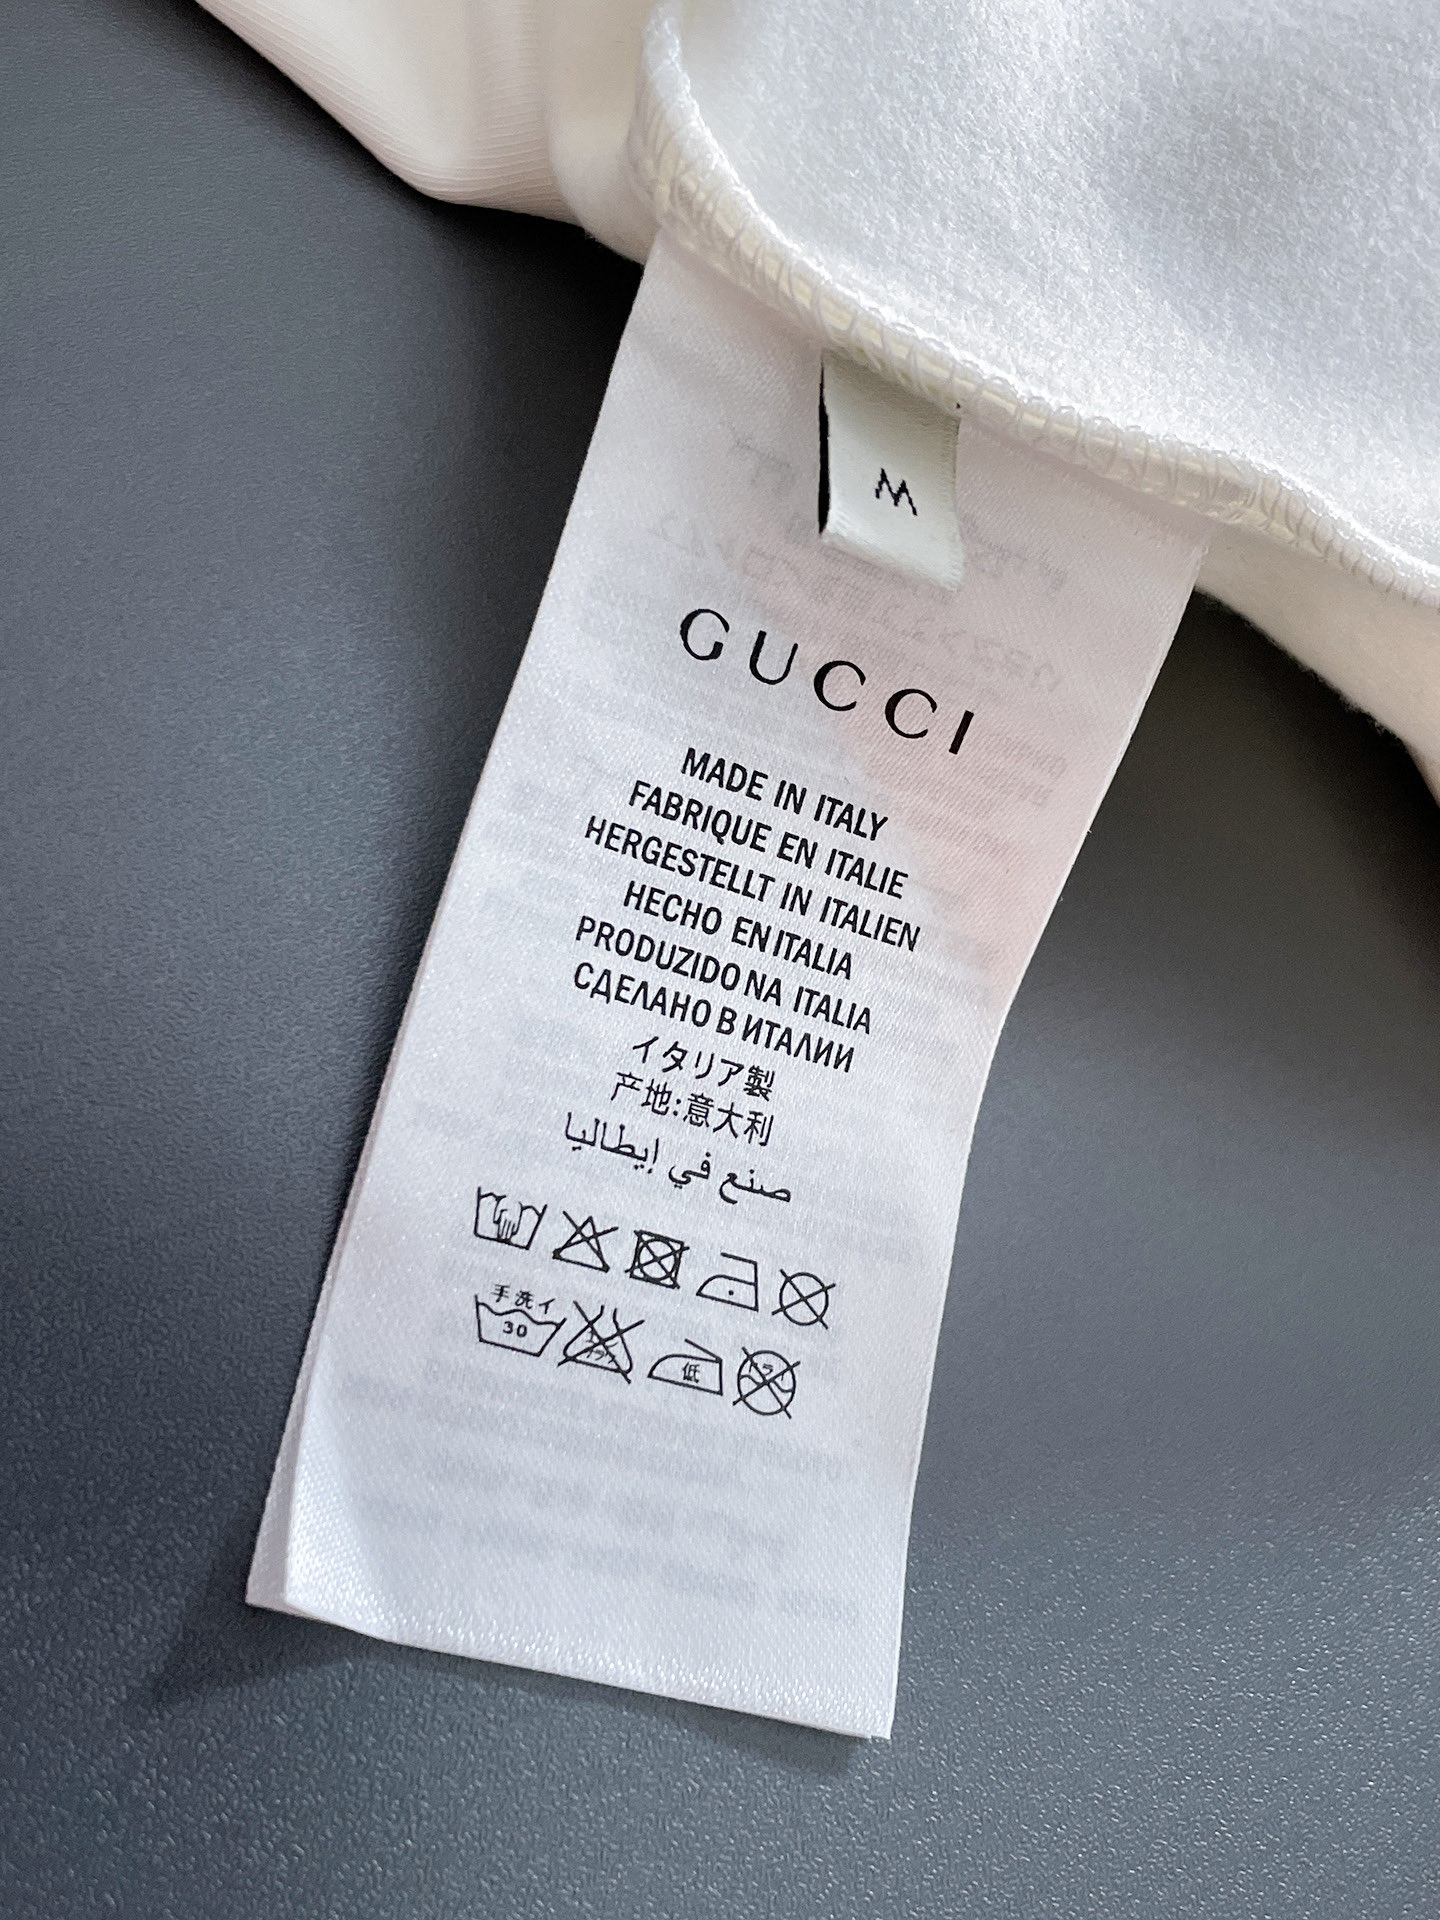 M
GUCCI
MADE IN ITALY
FABRIQUE EN ITALIE
HERGESTELLT IN ITALIEN
HECHO EN ITALIA
PRODUZIDO NA ITALIA
СДЕЛАНО В ИТАЛИИ
イタリア製
产地:意大利
صنع في إيطاليا
手洗イ
30
低